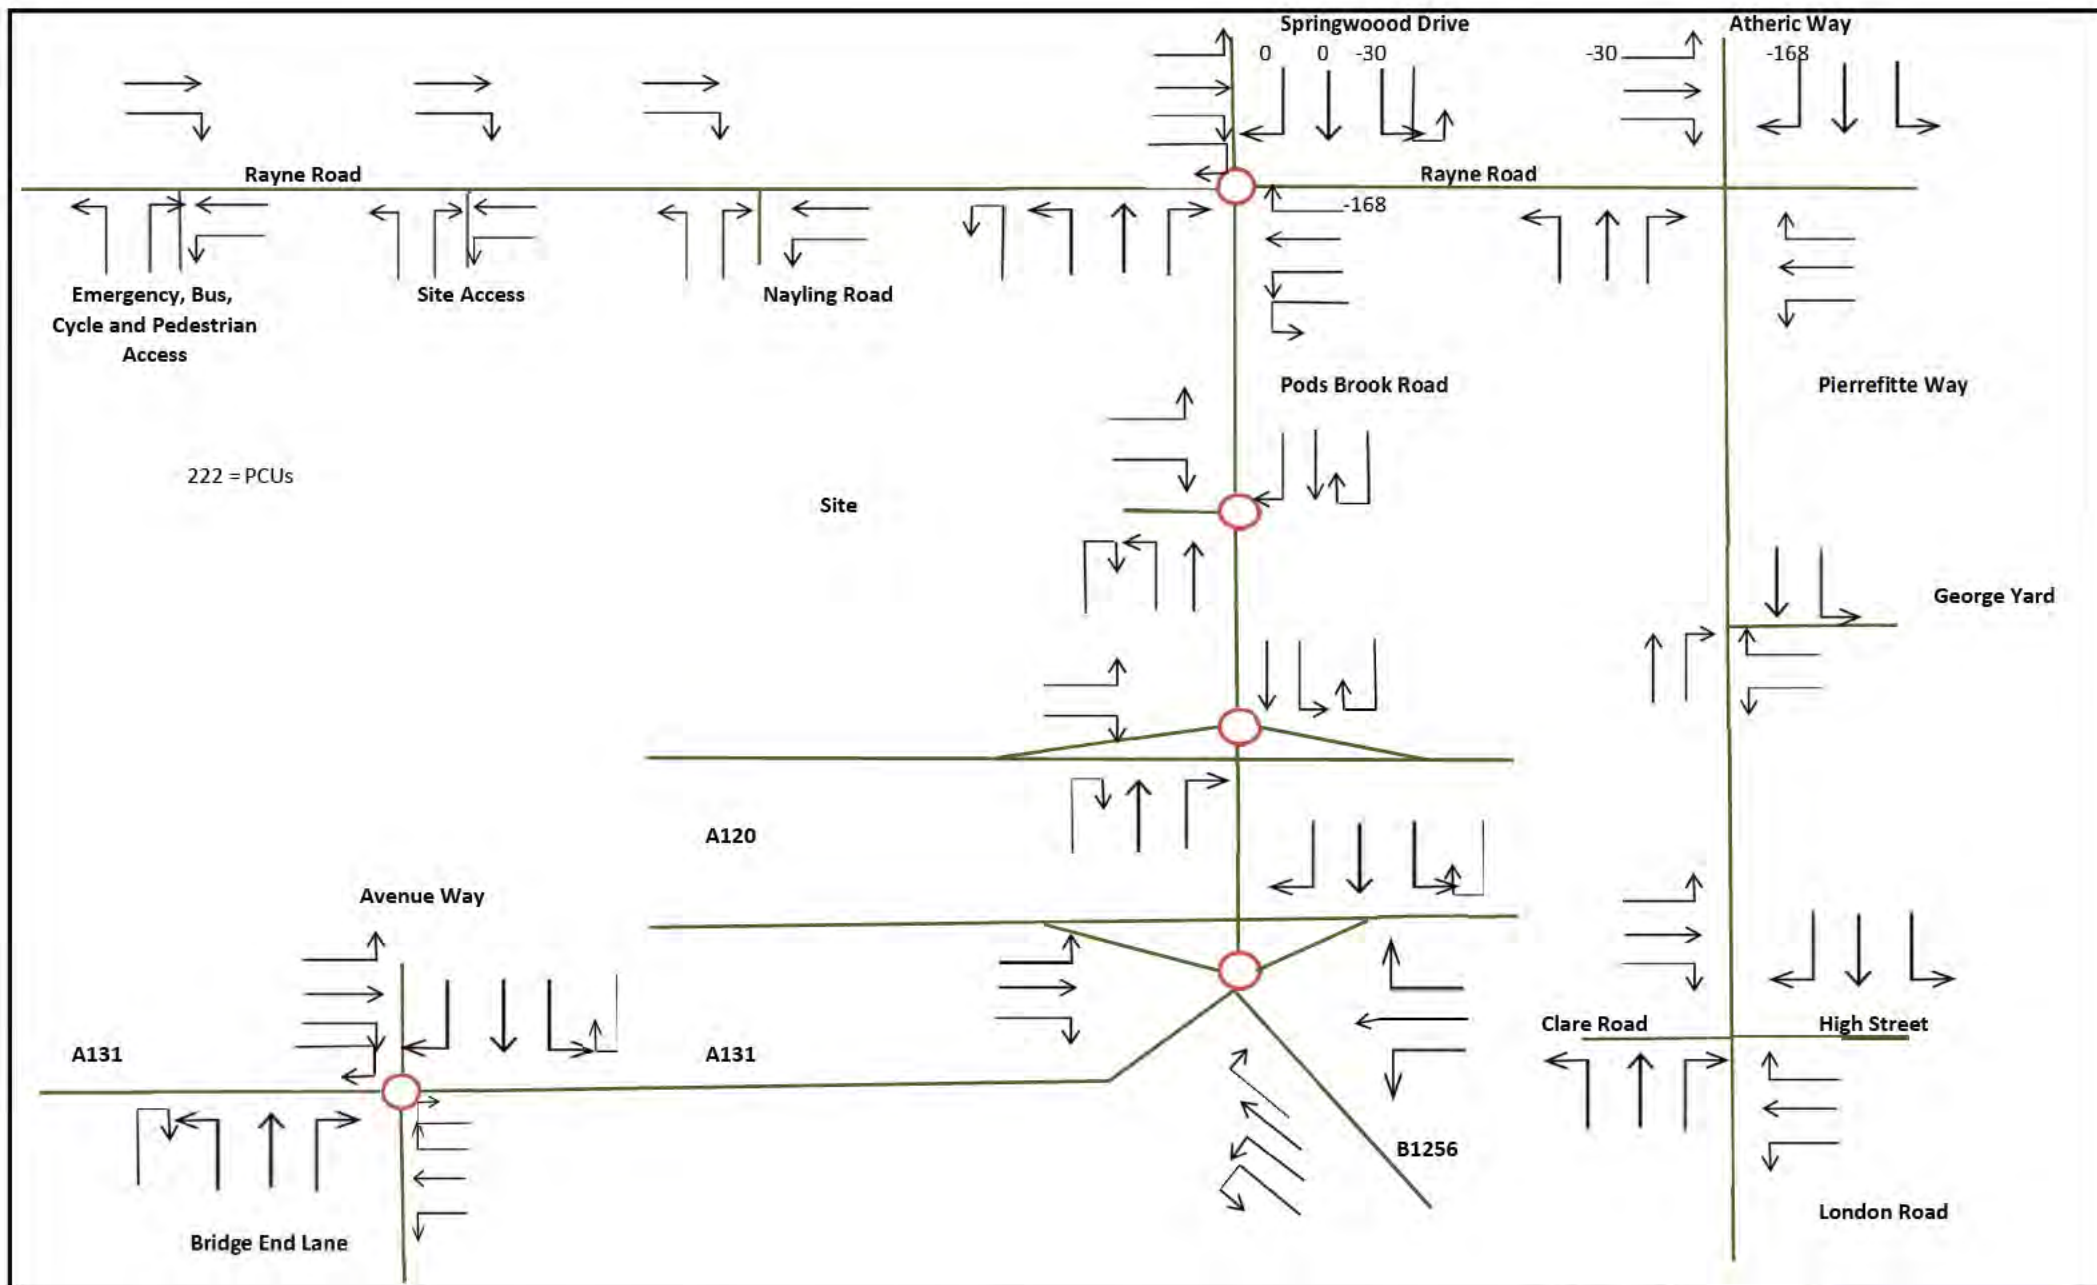 Springwoood Drive
Atheric Way
0 0 -30
-30
-168
Rayne Road
Rayne Road
-168
Emergency, Bus,
Cycle and Pedestrian
Access
Site Access
Nayling Road
Pods Brook Road
Pierrefitte Way
222 = PCUs
Site
George Yard
A120
Avenue Way
A131
A131
Clare Road
High Street
B1256
London Road
Bridge End Lane